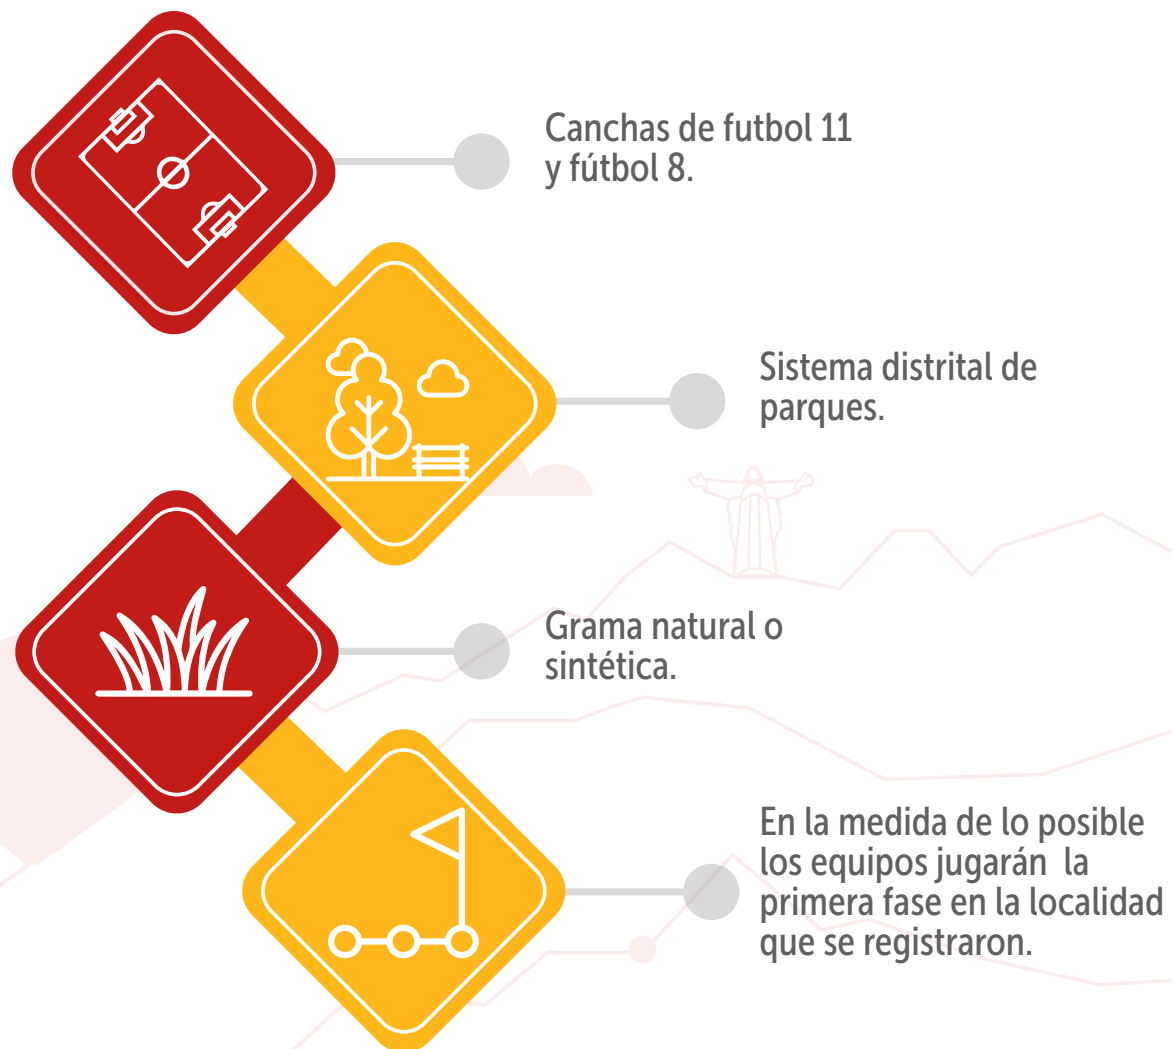 Canchas de futbol 11
y fútbol 8.
Sistema distrital de
parques.
Grama natural o
sintética.
En la medida de lo posible
los equipos jugarán  la
primera fase en la localidad
que se registraron.